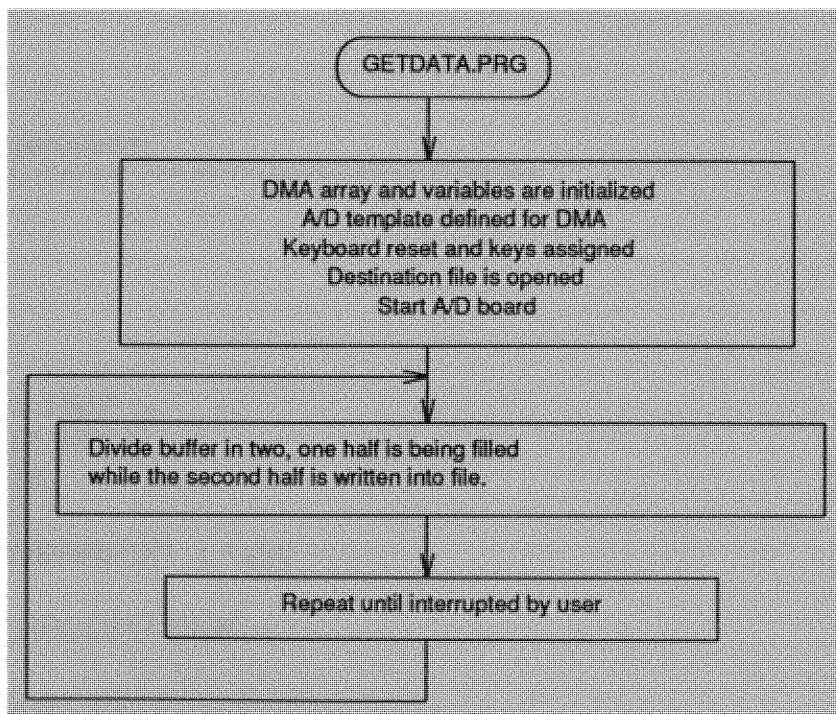 GETDATA.PRG
DMA array and variables are initialized
A/D template defined for DMA
Keyboard reset and keys assigned
Destination file is opened
Start A/D board
Divide buffer in two, one half is being filled
while the second half is written into file.
Repeat until interrupted by user